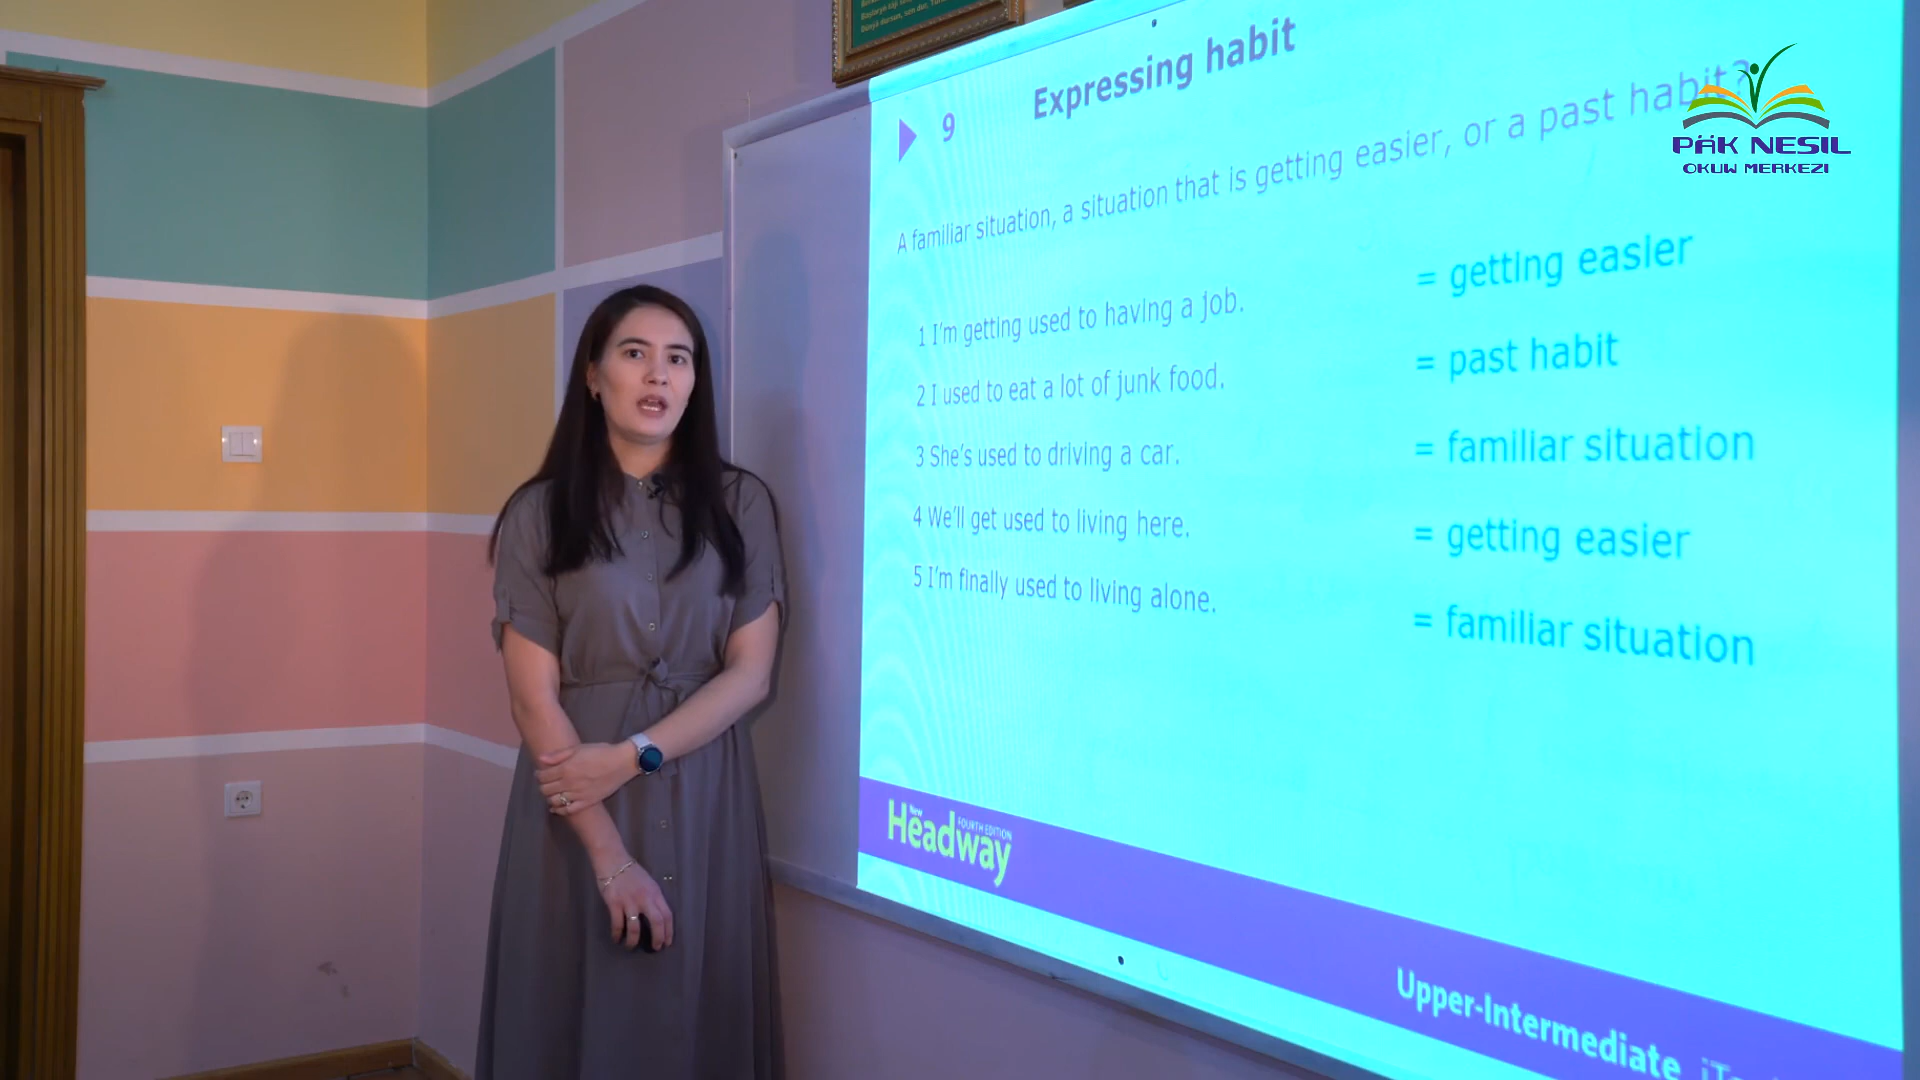 9 Expressing habit
A familiar situation, a situation that is getting easier, or a past habit?
1 I'm getting used to having a job. = getting easier
2 I used to eat a lot of junk food. = past habit
3 She's used to driving a car. = familiar situation
4 We'll get used to living here. = getting easier
5 I'm finally used to living alone. = familiar situation
New
Headway
FOURTH EDITION
Upper-Intermediate
PÄK NESIL
OKUW MERKEZI